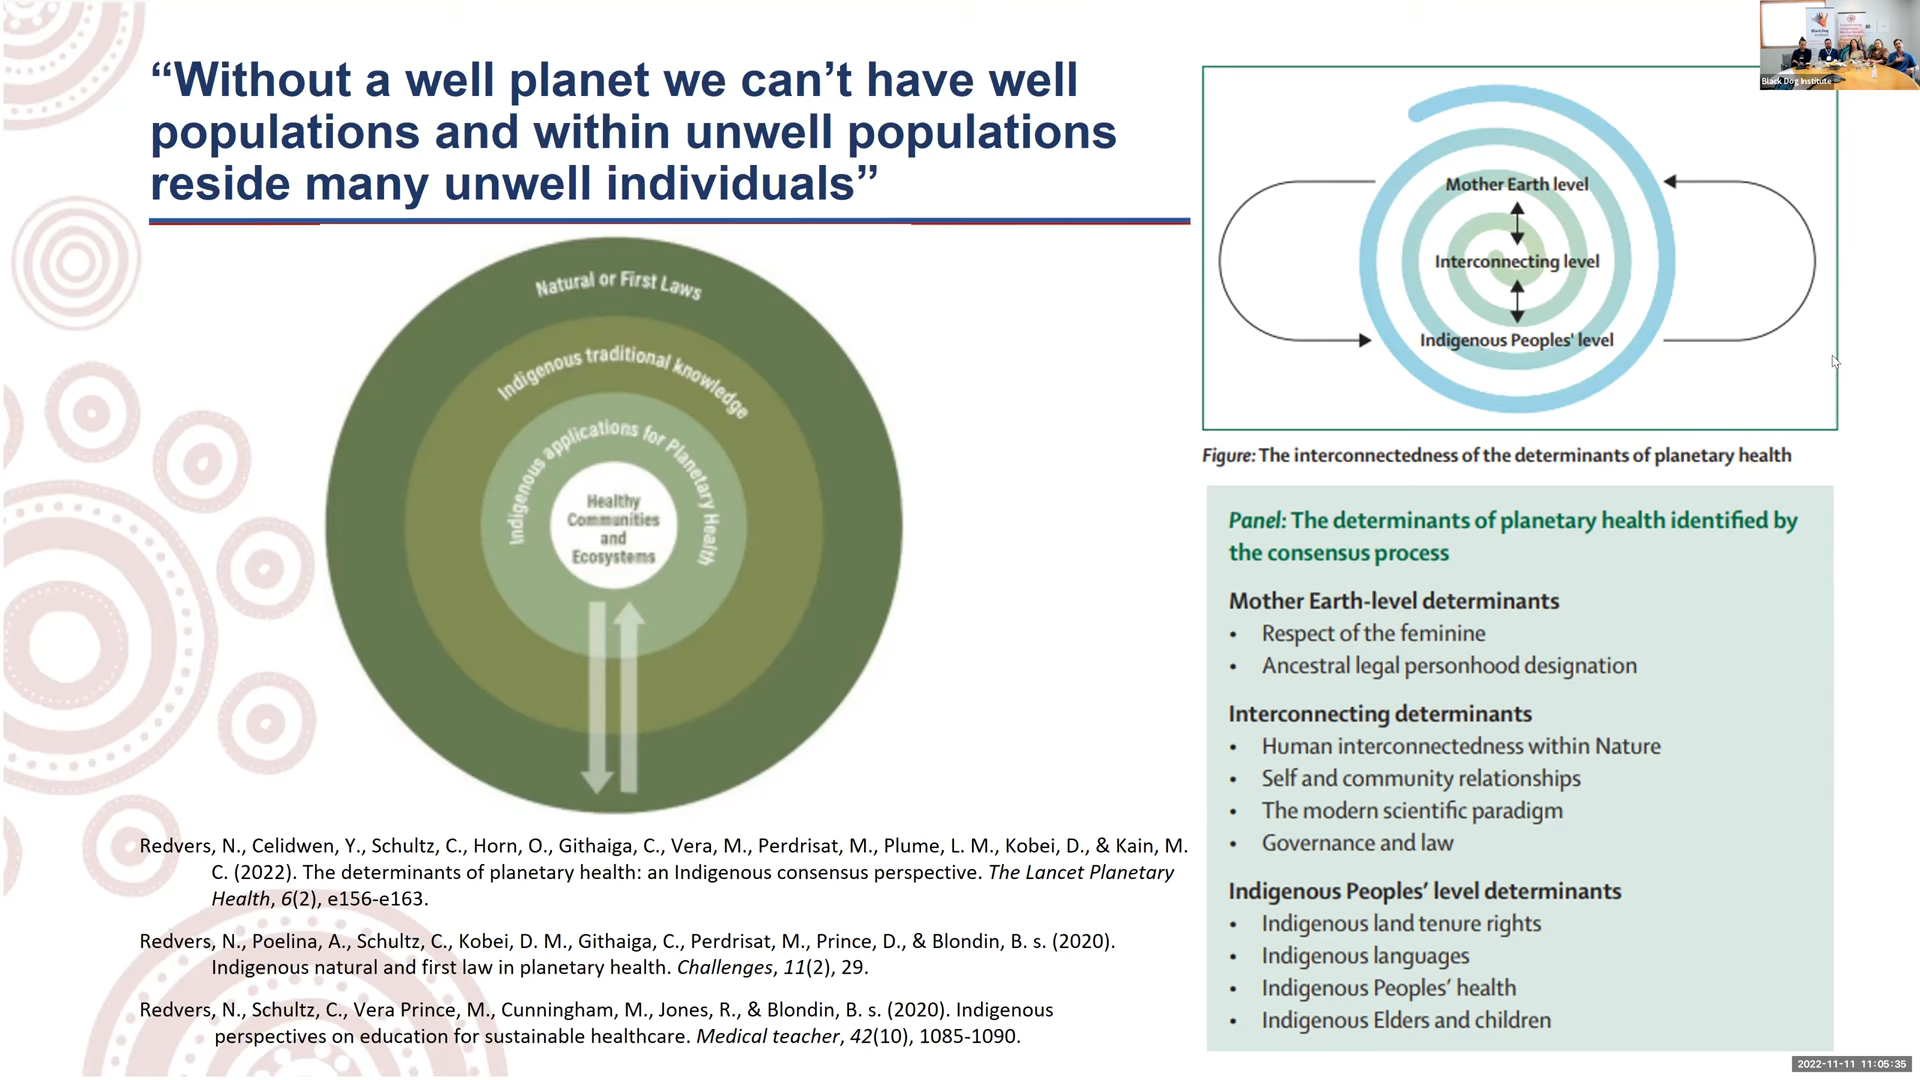 “Without a well planet we can’t have well
populations and within unwell populations
reside many unwell individuals”
Natural or First Laws
Indigenous traditional knowledge
Indigenous applications for Planetary Health
Healthy
Communities
and
Ecosystems
Redvers, N., Celidwen, Y., Schultz, C., Horn, O., Githaiga, C., Vera, M., Perdrisat, M., Plume, L. M., Kobei, D., & Kain, M.
C. (2022). The determinants of planetary health: an Indigenous consensus perspective. The Lancet Planetary
Health, 6(2), e156-e163.
Redvers, N., Poelina, A., Schultz, C., Kobei, D. M., Githaiga, C., Perdrisat, M., Prince, D., & Blondin, B. s. (2020).
Indigenous natural and first law in planetary health. Challenges, 11(2), 29.
Redvers, N., Schultz, C., Vera Prince, M., Cunningham, M., Jones, R., & Blondin, B. s. (2020). Indigenous
perspectives on education for sustainable healthcare. Medical teacher, 42(10), 1085-1090.
Black Dog Institute
Mother Earth level
Interconnecting level
Indigenous Peoples' level
Figure: The interconnectedness of the determinants of planetary health
Panel: The determinants of planetary health identified by
the consensus process
Mother Earth-level determinants
• Respect of the feminine
• Ancestral legal personhood designation
Interconnecting determinants
• Human interconnectedness within Nature
• Self and community relationships
• The modern scientific paradigm
• Governance and law
Indigenous Peoples’ level determinants
• Indigenous land tenure rights
• Indigenous languages
• Indigenous Peoples’ health
• Indigenous Elders and children
2022-11-11 11:05:35